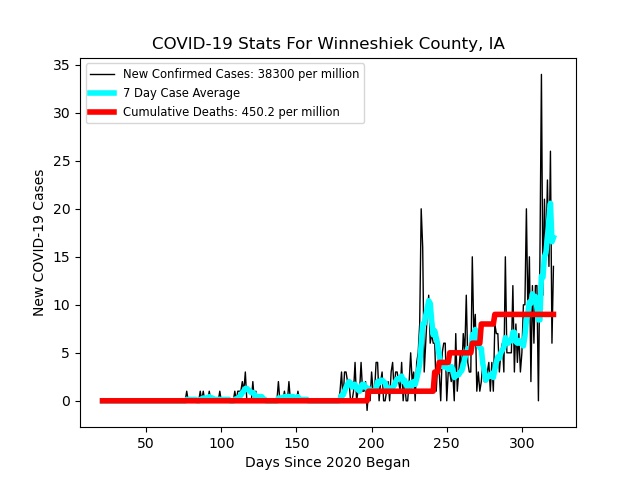 COVID-19 Stats For Winneshiek County, IA
New Confirmed Cases: 38300 per million
7 Day Case Average
Cumulative Deaths: 450.2 per million
New COVID-19 Cases
35
30
25
20
15
10
5
0
50 100 150 200 250 300
Days Since 2020 Began